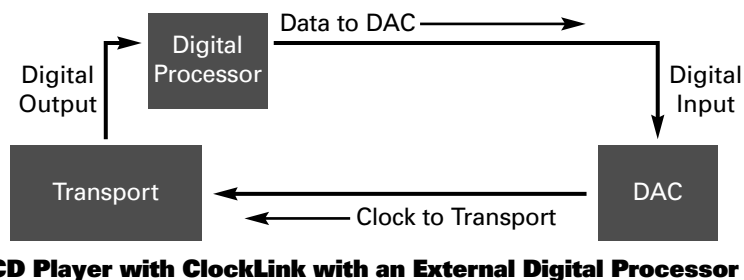 Data to DAC
Digital
Processor
Digital
Output
Digital
Input
Transport
DAC
Clock to Transport
CD Player with ClockLink with an External Digital Processor